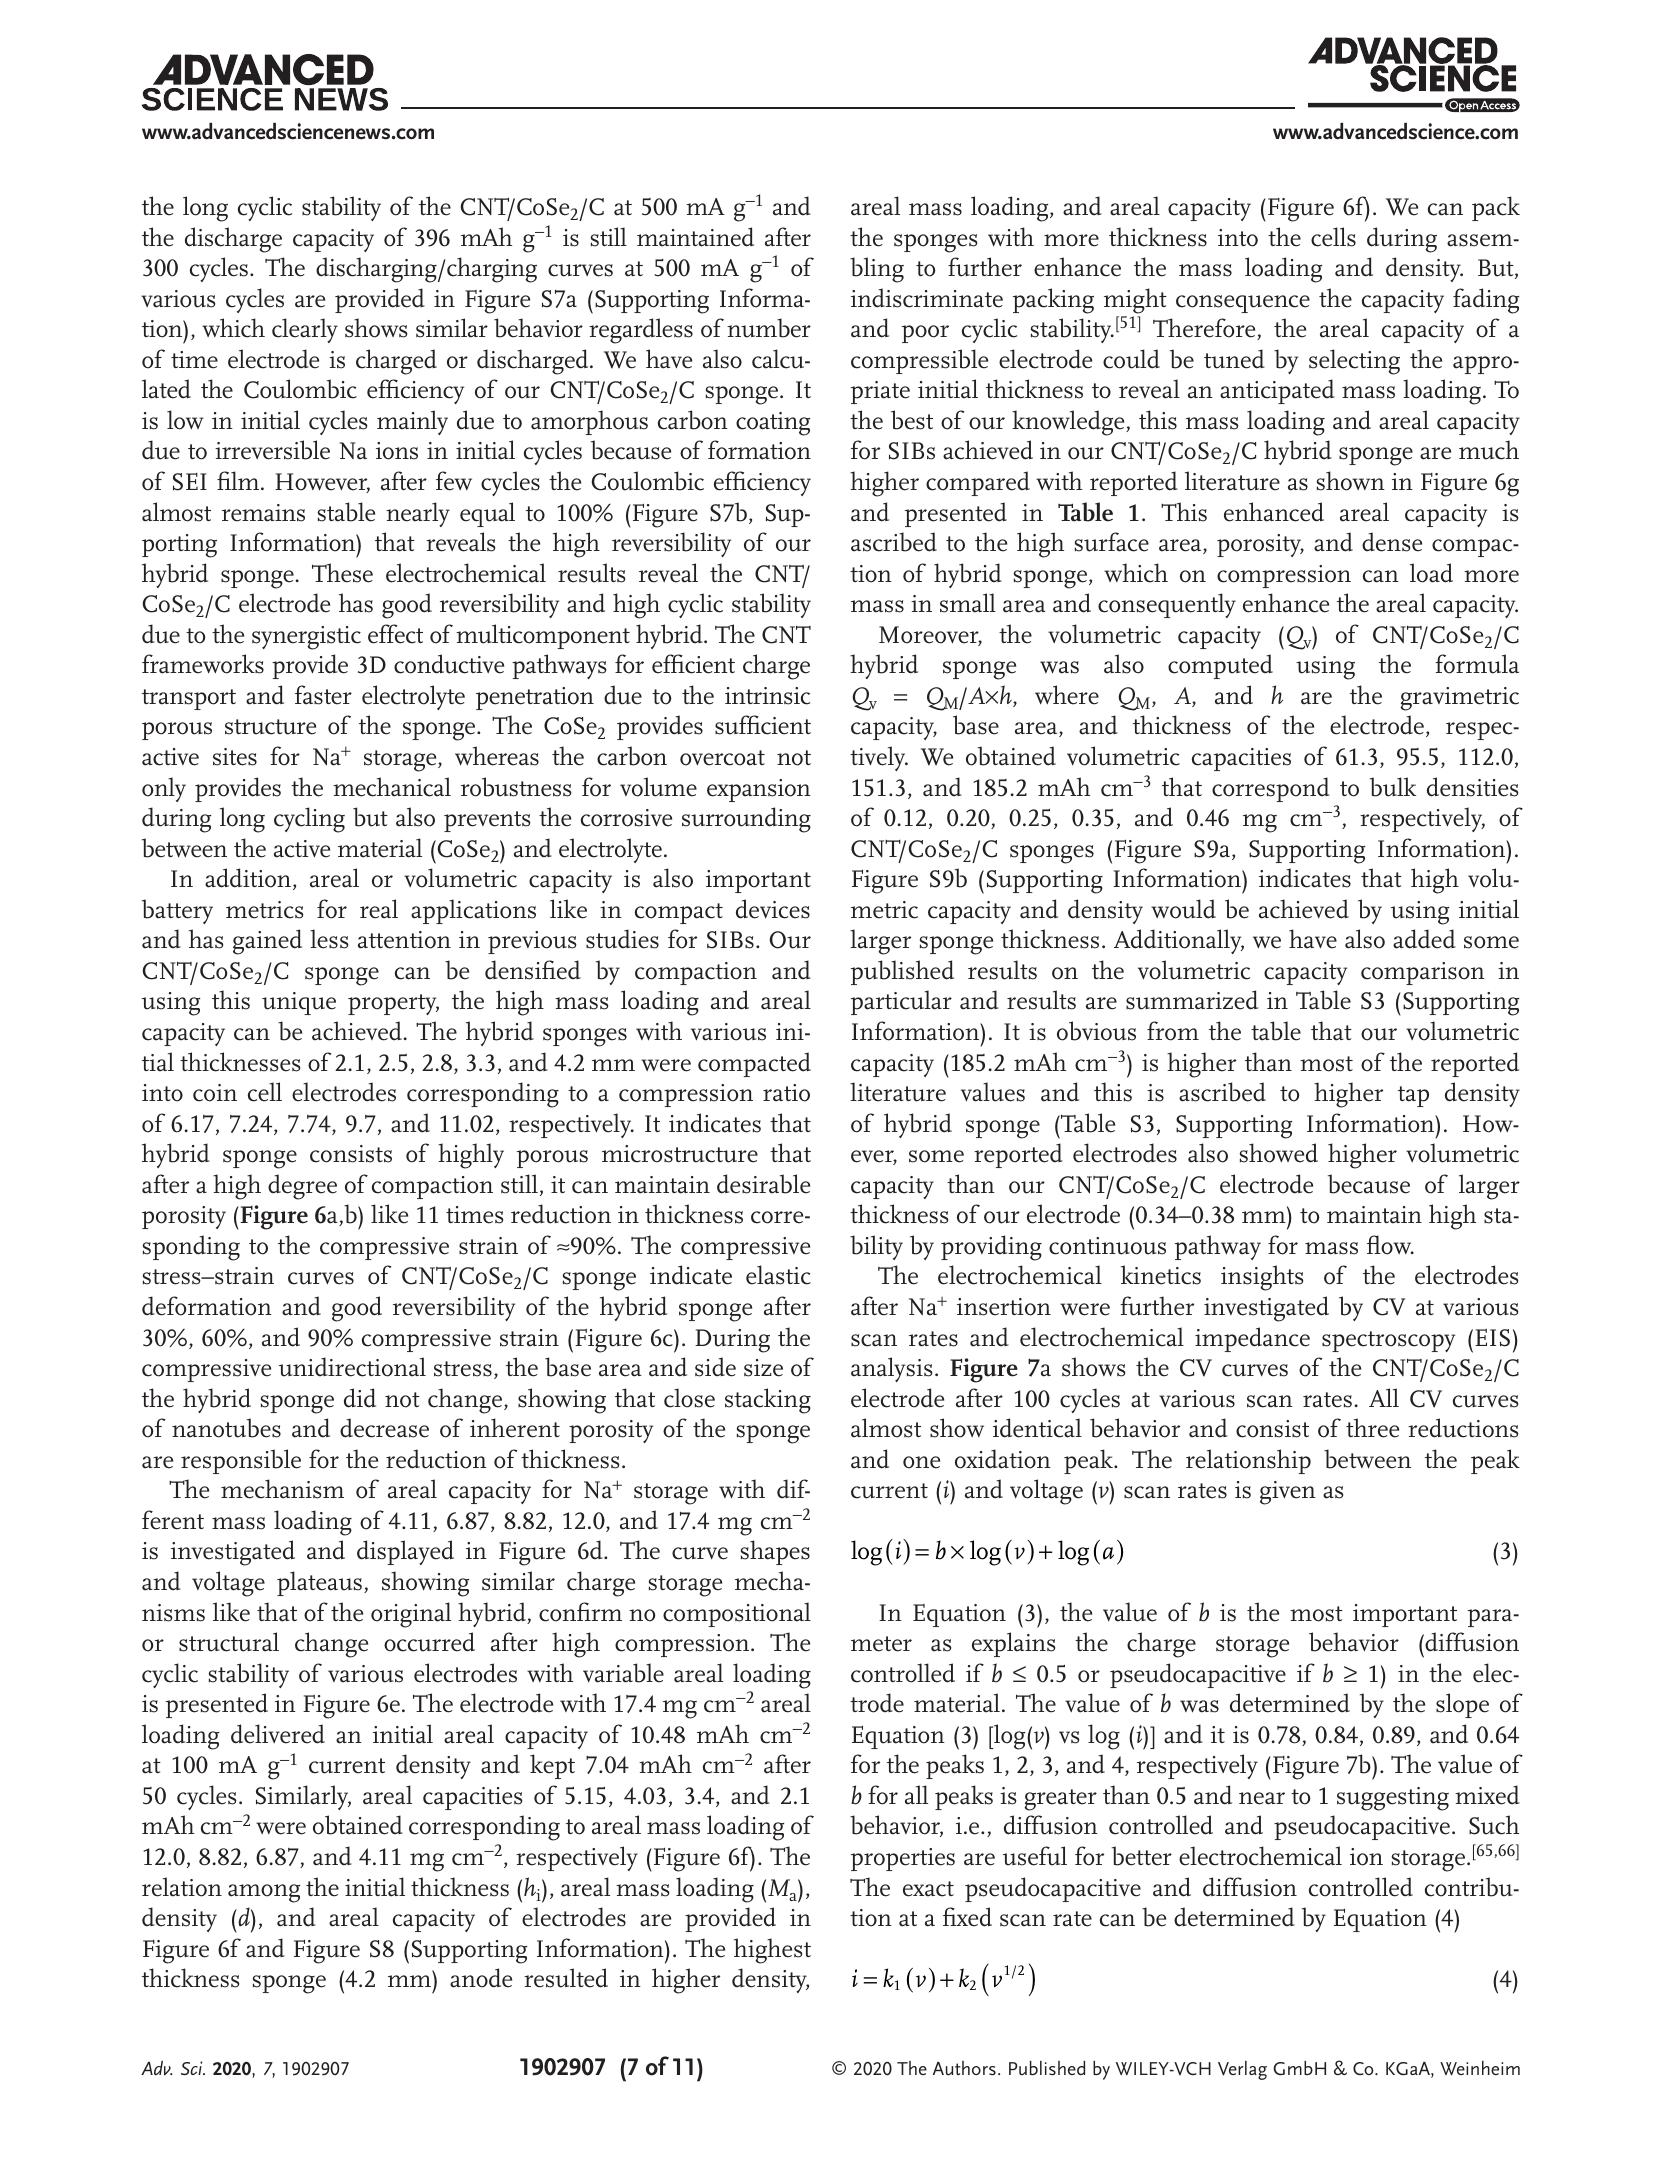 ADVANCED
SCIENCE NEWS
www.advancedsciencenews.com
ADVANCED
SCIENCE
Open Access
www.advancedscience.com
the long cyclic stability of the CNT/CoSe₂/C at 500 mA g⁻¹ and
the discharge capacity of 396 mAh g⁻¹ is still maintained after
300 cycles. The discharging/charging curves at 500 mA g⁻¹ of
various cycles are provided in Figure S7a (Supporting Informa-
tion), which clearly shows similar behavior regardless of number
of time electrode is charged or discharged. We have also calcu-
lated the Coulombic efficiency of our CNT/CoSe₂/C sponge. It
is low in initial cycles mainly due to amorphous carbon coating
due to irreversible Na ions in initial cycles because of formation
of SEI film. However, after few cycles the Coulombic efficiency
almost remains stable nearly equal to 100% (Figure S7b, Sup-
porting Information) that reveals the high reversibility of our
hybrid sponge. These electrochemical results reveal the CNT/
CoSe₂/C electrode has good reversibility and high cyclic stability
due to the synergistic effect of multicomponent hybrid. The CNT
frameworks provide 3D conductive pathways for efficient charge
transport and faster electrolyte penetration due to the intrinsic
porous structure of the sponge. The CoSe₂ provides sufficient
active sites for Na⁺ storage, whereas the carbon overcoat not
only provides the mechanical robustness for volume expansion
during long cycling but also prevents the corrosive surrounding
between the active material (CoSe₂) and electrolyte.
In addition, areal or volumetric capacity is also important
battery metrics for real applications like in compact devices
and has gained less attention in previous studies for SIBs. Our
CNT/CoSe₂/C sponge can be densified by compaction and
using this unique property, the high mass loading and areal
capacity can be achieved. The hybrid sponges with various ini-
tial thicknesses of 2.1, 2.5, 2.8, 3.3, and 4.2 mm were compacted
into coin cell electrodes corresponding to a compression ratio
of 6.17, 7.24, 7.74, 9.7, and 11.02, respectively. It indicates that
hybrid sponge consists of highly porous microstructure that
after a high degree of compaction still, it can maintain desirable
porosity (Figure 6a,b) like 11 times reduction in thickness corre-
sponding to the compressive strain of ≈90%. The compressive
stress–strain curves of CNT/CoSe₂/C sponge indicate elastic
deformation and good reversibility of the hybrid sponge after
30%, 60%, and 90% compressive strain (Figure 6c). During the
compressive unidirectional stress, the base area and side size of
the hybrid sponge did not change, showing that close stacking
of nanotubes and decrease of inherent porosity of the sponge
are responsible for the reduction of thickness.
The mechanism of areal capacity for Na⁺ storage with dif-
ferent mass loading of 4.11, 6.87, 8.82, 12.0, and 17.4 mg cm⁻²
is investigated and displayed in Figure 6d. The curve shapes
and voltage plateaus, showing similar charge storage mecha-
nisms like that of the original hybrid, confirm no compositional
or structural change occurred after high compression. The
cyclic stability of various electrodes with variable areal loading
is presented in Figure 6e. The electrode with 17.4 mg cm⁻² areal
loading delivered an initial areal capacity of 10.48 mAh cm⁻²
at 100 mA g⁻¹ current density and kept 7.04 mAh cm⁻² after
50 cycles. Similarly, areal capacities of 5.15, 4.03, 3.4, and 2.1
mAh cm⁻² were obtained corresponding to areal mass loading of
12.0, 8.82, 6.87, and 4.11 mg cm⁻², respectively (Figure 6f). The
relation among the initial thickness (hᵢ), areal mass loading (Mₐ),
density (d), and areal capacity of electrodes are provided in
Figure 6f and Figure S8 (Supporting Information). The highest
thickness sponge (4.2 mm) anode resulted in higher density,
areal mass loading, and areal capacity (Figure 6f). We can pack
the sponges with more thickness into the cells during assem-
bling to further enhance the mass loading and density. But,
indiscriminate packing might consequence the capacity fading
and poor cyclic stability.[51] Therefore, the areal capacity of a
compressible electrode could be tuned by selecting the appro-
priate initial thickness to reveal an anticipated mass loading. To
the best of our knowledge, this mass loading and areal capacity
for SIBs achieved in our CNT/CoSe₂/C hybrid sponge are much
higher compared with reported literature as shown in Figure 6g
and presented in Table 1. This enhanced areal capacity is
ascribed to the high surface area, porosity, and dense compac-
tion of hybrid sponge, which on compression can load more
mass in small area and consequently enhance the areal capacity.
Moreover, the volumetric capacity (Qᵥ) of CNT/CoSe₂/C
hybrid sponge was also computed using the formula
Qᵥ = Q_M/A×h, where Q_M, A, and h are the gravimetric
capacity, base area, and thickness of the electrode, respec-
tively. We obtained volumetric capacities of 61.3, 95.5, 112.0,
151.3, and 185.2 mAh cm⁻³ that correspond to bulk densities
of 0.12, 0.20, 0.25, 0.35, and 0.46 mg cm⁻³, respectively, of
CNT/CoSe₂/C sponges (Figure S9a, Supporting Information).
Figure S9b (Supporting Information) indicates that high volu-
metric capacity and density would be achieved by using initial
larger sponge thickness. Additionally, we have also added some
published results on the volumetric capacity comparison in
particular and results are summarized in Table S3 (Supporting
Information). It is obvious from the table that our volumetric
capacity (185.2 mAh cm⁻³) is higher than most of the reported
literature values and this is ascribed to higher tap density
of hybrid sponge (Table S3, Supporting Information). How-
ever, some reported electrodes also showed higher volumetric
capacity than our CNT/CoSe₂/C electrode because of larger
thickness of our electrode (0.34–0.38 mm) to maintain high sta-
bility by providing continuous pathway for mass flow.
The electrochemical kinetics insights of the electrodes
after Na⁺ insertion were further investigated by CV at various
scan rates and electrochemical impedance spectroscopy (EIS)
analysis. Figure 7a shows the CV curves of the CNT/CoSe₂/C
electrode after 100 cycles at various scan rates. All CV curves
almost show identical behavior and consist of three reductions
and one oxidation peak. The relationship between the peak
current (i) and voltage (v) scan rates is given as
log(i) = b × log(v) + log(a) (3)
In Equation (3), the value of b is the most important para-
meter as explains the charge storage behavior (diffusion
controlled if b ≤ 0.5 or pseudocapacitive if b ≥ 1) in the elec-
trode material. The value of b was determined by the slope of
Equation (3) [log(v) vs log (i)] and it is 0.78, 0.84, 0.89, and 0.64
for the peaks 1, 2, 3, and 4, respectively (Figure 7b). The value of
b for all peaks is greater than 0.5 and near to 1 suggesting mixed
behavior, i.e., diffusion controlled and pseudocapacitive. Such
properties are useful for better electrochemical ion storage.[65,66]
The exact pseudocapacitive and diffusion controlled contribu-
tion at a fixed scan rate can be determined by Equation (4)
i = k₁(v) + k₂(v^1/2) (4)
Adv. Sci. 2020, 7, 1902907
1902907 (7 of 11)
© 2020 The Authors. Published by WILEY-VCH Verlag GmbH & Co. KGaA, Weinheim